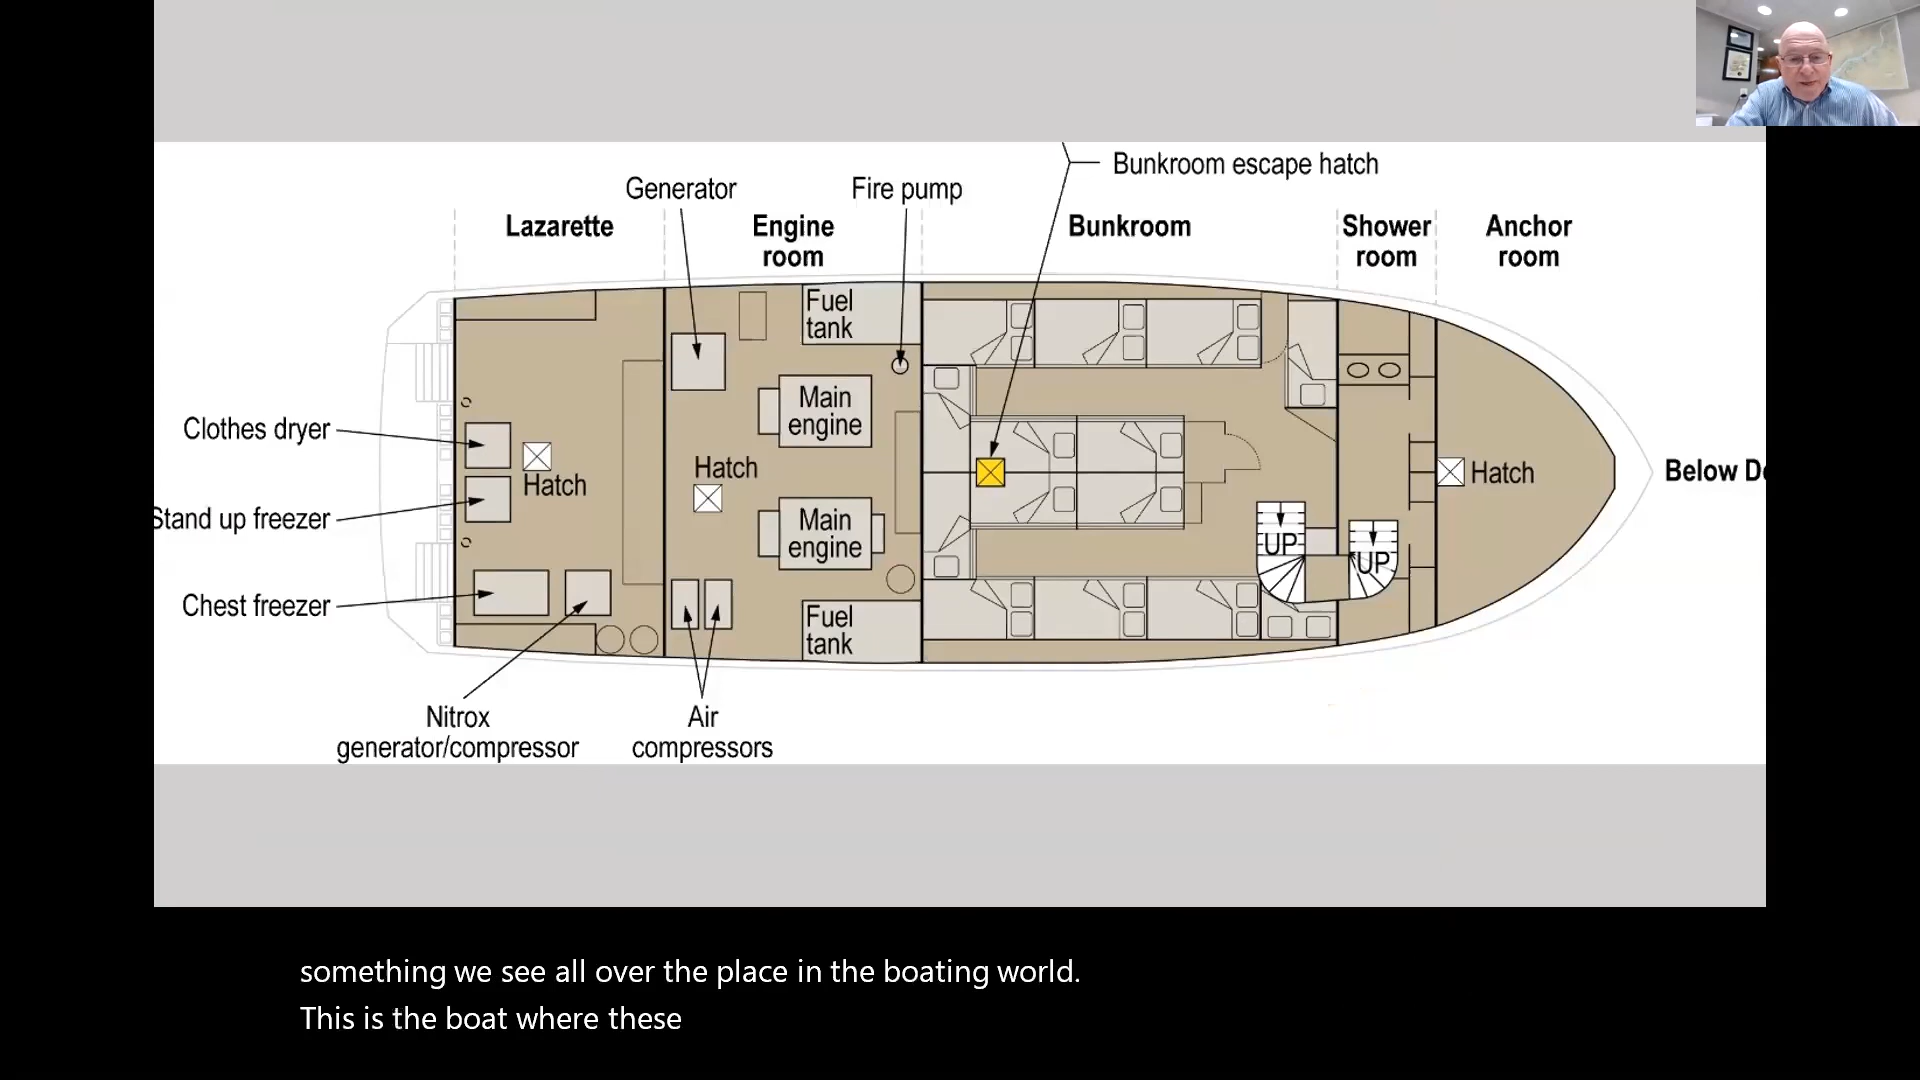 Bunkroom escape hatch
Generator
Fire pump
Lazarette
Engine
room
Bunkroom
Shower
room
Anchor
room
Fuel
tank
Main
engine
Clothes dryer
Hatch
Hatch
Stand up freezer
Main
engine
Hatch
Below De
UP
UP
Chest freezer
Fuel
tank
Nitrox
generator/compressor
Air
compressors
something we see all over the place in the boating world.
This is the boat where these